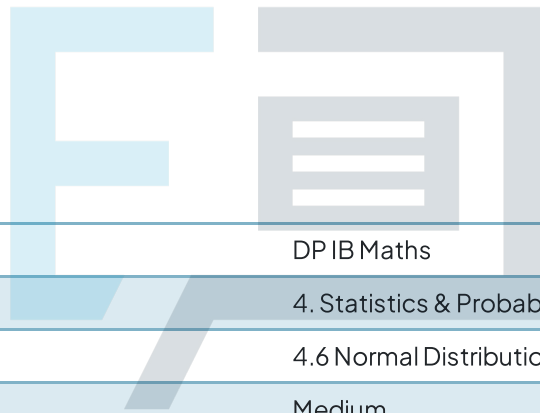 DP IB Maths
4. Statistics & Probab
4.6 Normal Distributio
Medium